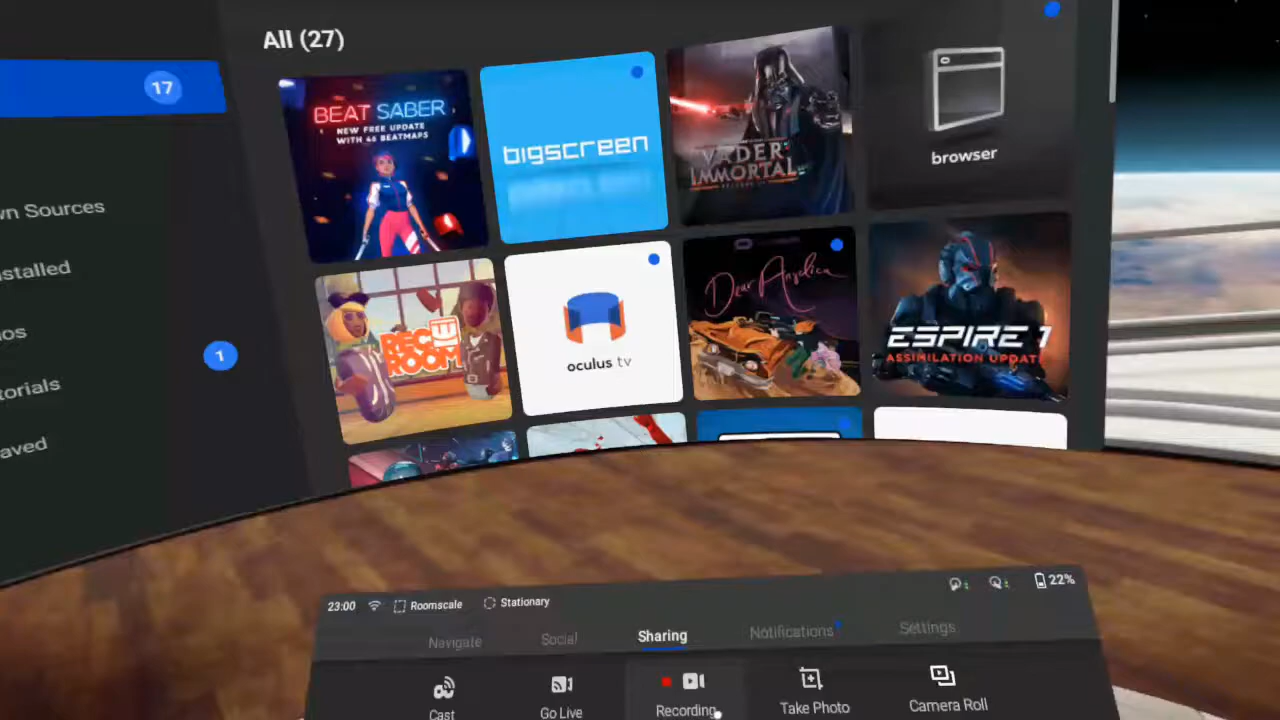 All (27)
17
BEAT SABER
NEW FREE UPDATE
WITH 46 BEATMAPS
bigscreen
VADER
IMMORTAL
browser
wn Sources
nstalled
os
1
torials
aved
REC
ROOM
oculus tv
Dear Angelica
ESPIRE 1
ASSIMILATION UPDATE
23:00
Roomscale
Stationary
22%
Navigate
Social
Sharing
Notifications
Settings
Cast
Go Live
Recording
Take Photo
Camera Roll